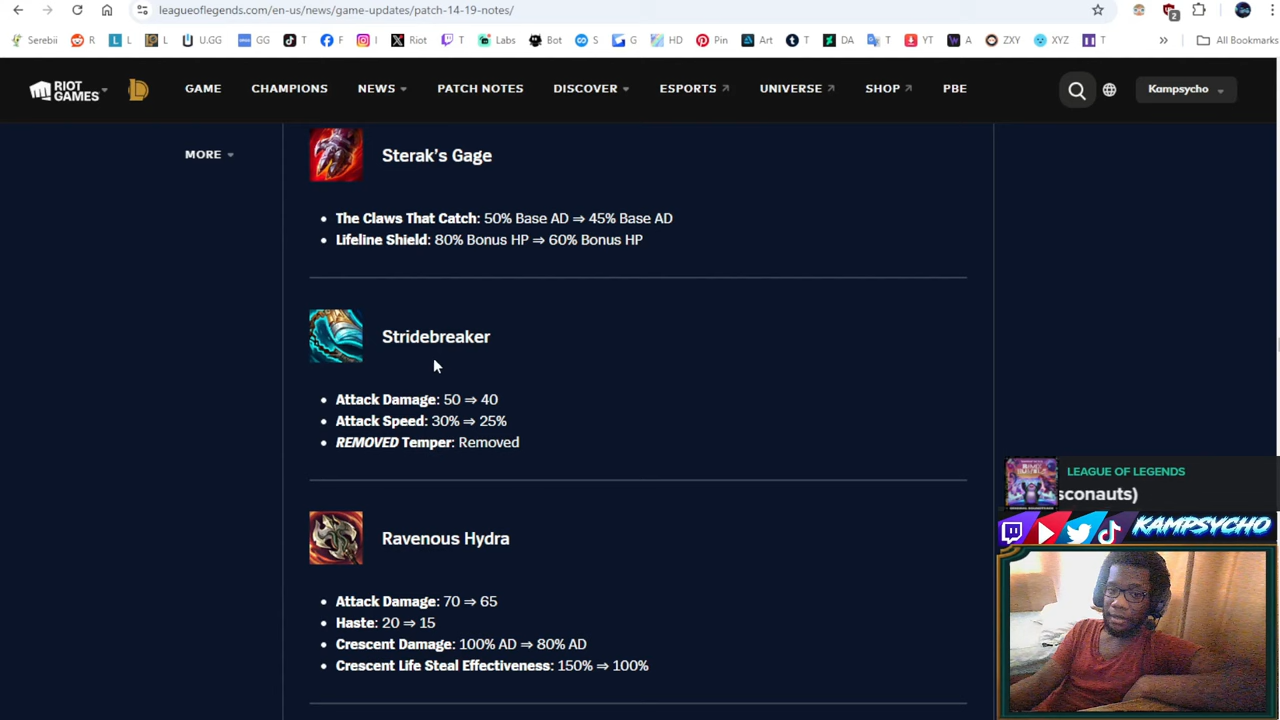 leagueoflegends.com/en-us/news/game-updates/patch-14-19-notes/
2
Serebii R L L U.GG GG T F I Riot T Labs Bot S G HD Pin Art T DA T YT A ZXY XYZ T » All Bookmarks
RIOT GAMES GAME CHAMPIONS NEWS PATCH NOTES DISCOVER ESPORTS UNIVERSE SHOP PBE Kampsycho
MORE
Sterak's Gage
• The Claws That Catch: 50% Base AD ⇒ 45% Base AD
• Lifeline Shield: 80% Bonus HP ⇒ 60% Bonus HP
Stridebreaker
• Attack Damage: 50 ⇒ 40
• Attack Speed: 30% ⇒ 25%
• REMOVED Temper: Removed
Ravenous Hydra
• Attack Damage: 70 ⇒ 65
• Haste: 20 ⇒ 15
• Crescent Damage: 100% AD ⇒ 80% AD
• Crescent Life Steal Effectiveness: 150% ⇒ 100%
LEAGUE OF LEGENDS
sconauts)
KAMPSYCHO